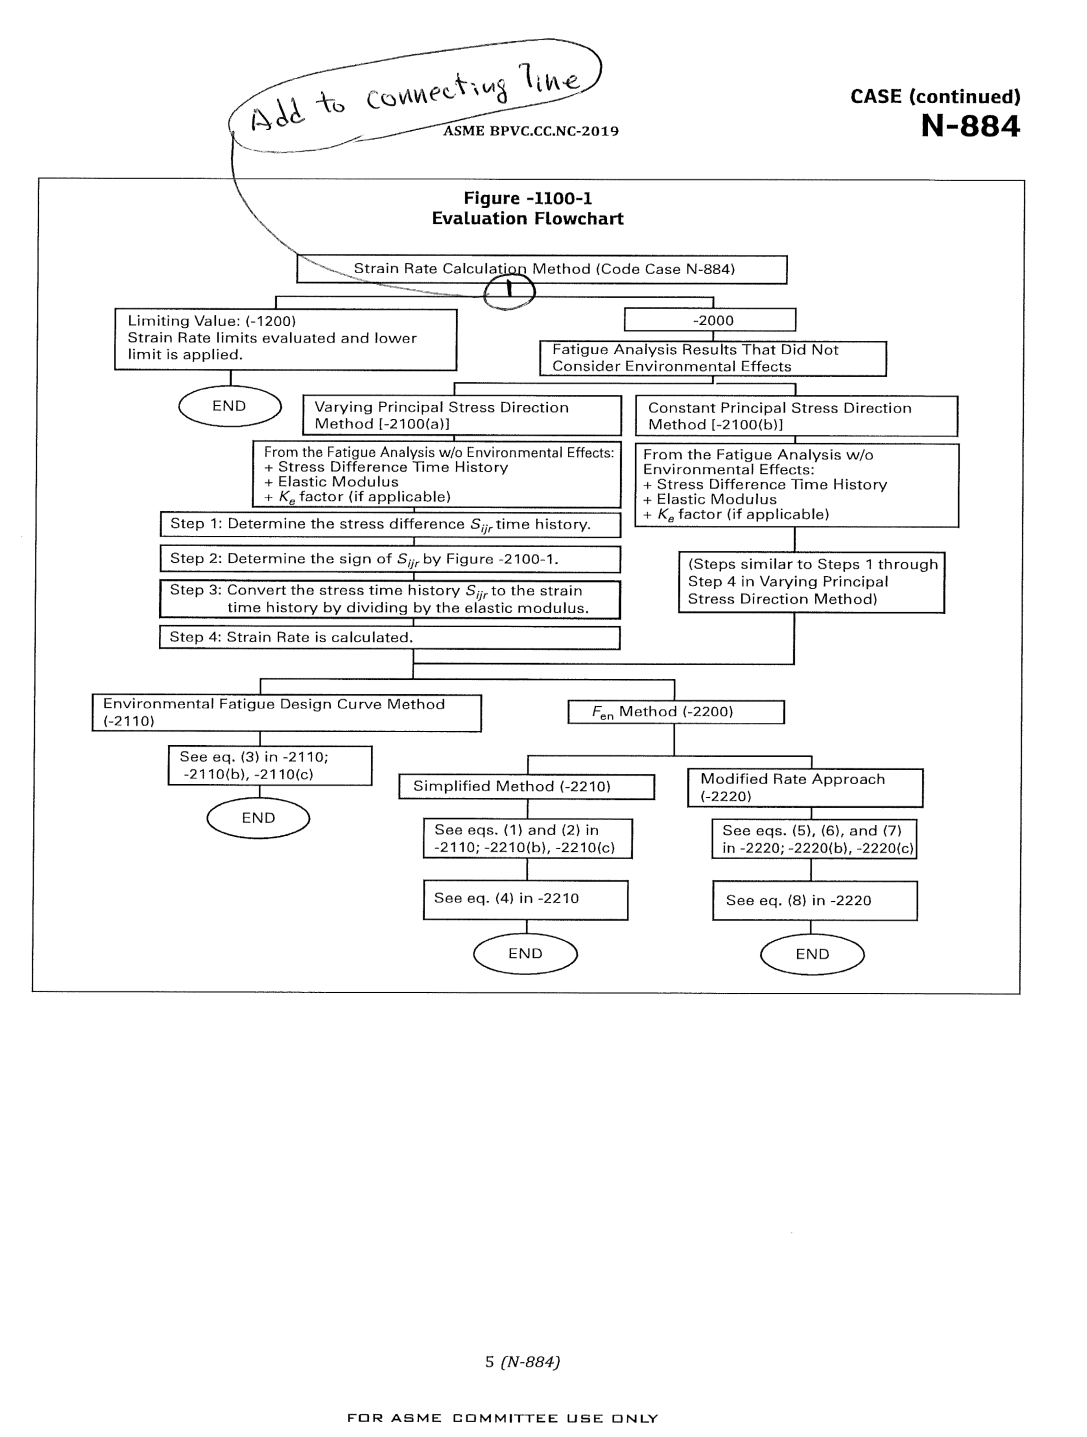 Add to connecting line
ASME BPVC.CC.NC-2019
CASE (continued)
N-884
Figure -1100-1
Evaluation Flowchart
Strain Rate Calculation Method (Code Case N-884)
Limiting Value: (-1200)
Strain Rate limits evaluated and lower
limit is applied.
END
-2000
Fatigue Analysis Results That Did Not
Consider Environmental Effects
Varying Principal Stress Direction
Method [-2100(a)]
Constant Principal Stress Direction
Method [-2100(b)]
From the Fatigue Analysis w/o Environmental Effects:
+ Stress Difference Time History
+ Elastic Modulus
+ Ke factor (if applicable)
From the Fatigue Analysis w/o
Environmental Effects:
+ Stress Difference Time History
+ Elastic Modulus
+ Ke factor (if applicable)
Step 1: Determine the stress difference Sijr time history.
Step 2: Determine the sign of Sijr by Figure -2100-1.
Step 3: Convert the stress time history Sijr to the strain
time history by dividing by the elastic modulus.
Step 4: Strain Rate is calculated.
(Steps similar to Steps 1 through
Step 4 in Varying Principal
Stress Direction Method)
Environmental Fatigue Design Curve Method
(-2110)
Fen Method (-2200)
See eq. (3) in -2110;
-2110(b), -2110(c)
END
Simplified Method (-2210)
Modified Rate Approach
(-2220)
See eqs. (1) and (2) in
-2110; -2210(b), -2210(c)
See eqs. (5), (6), and (7)
in -2220; -2220(b), -2220(c)
See eq. (4) in -2210
See eq. (8) in -2220
END
END
5 (N-884)
FOR ASME COMMITTEE USE ONLY